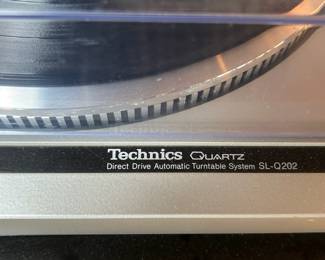 Technics QUARTZ
Direct Drive Automatic Turntable System SL-Q202